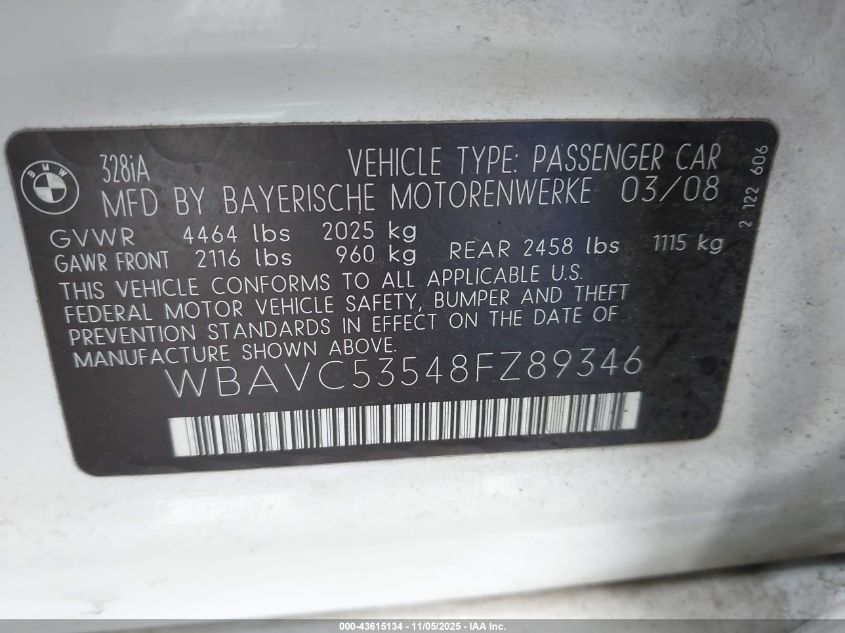 BMW
328iA VEHICLE TYPE: PASSENGER CAR
MFD BY BAYERISCHE MOTORENWERKE 03/08
GVWR 4464 lbs 2025 kg
GAWR FRONT 2116 lbs 960 kg REAR 2458 lbs 1115 kg
THIS VEHICLE CONFORMS TO ALL APPLICABLE U.S.
FEDERAL MOTOR VEHICLE SAFETY, BUMPER AND THEFT
PREVENTION STANDARDS IN EFFECT ON THE DATE OF
MANUFACTURE SHOWN ABOVE.
WBAVC53548FZ89346
2 122 606
000-43615134 - 11/05/2025 - IAA Inc.